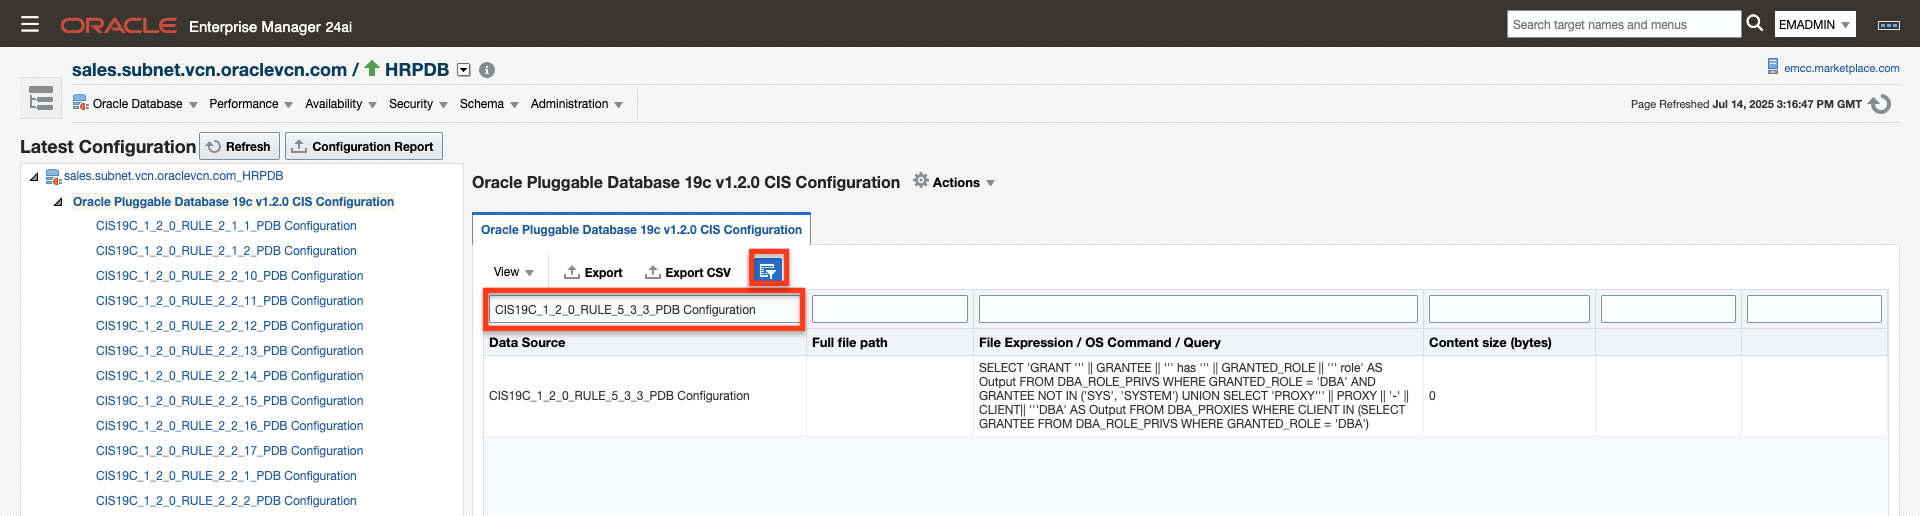 ORACLE Enterprise Manager 24ai
Search target names and menus
EMADMIN
sales.subnet.vcn.oraclevcn.com / HRPDB
emcc.marketplace.com
Oracle Database Performance Availability Security Schema Administration
Page Refreshed Jul 14, 2025 3:16:47 PM GMT
Latest Configuration
Refresh
Configuration Report
sales.subnet.vcn.oraclevcn.com_HRPDB
Oracle Pluggable Database 19c v1.2.0 CIS Configuration
CIS19C_1_2_0_RULE_2_1_1_PDB Configuration
CIS19C_1_2_0_RULE_2_1_2_PDB Configuration
CIS19C_1_2_0_RULE_2_2_10_PDB Configuration
CIS19C_1_2_0_RULE_2_2_11_PDB Configuration
CIS19C_1_2_0_RULE_2_2_12_PDB Configuration
CIS19C_1_2_0_RULE_2_2_13_PDB Configuration
CIS19C_1_2_0_RULE_2_2_14_PDB Configuration
CIS19C_1_2_0_RULE_2_2_15_PDB Configuration
CIS19C_1_2_0_RULE_2_2_16_PDB Configuration
CIS19C_1_2_0_RULE_2_2_17_PDB Configuration
CIS19C_1_2_0_RULE_2_2_1_PDB Configuration
CIS19C_1_2_0_RULE_2_2_2_PDB Configuration
Oracle Pluggable Database 19c v1.2.0 CIS Configuration
Actions
Oracle Pluggable Database 19c v1.2.0 CIS Configuration
View Export Export CSV
CIS19C_1_2_0_RULE_5_3_3_PDB Configuration
Data Source Full file path File Expression / OS Command / Query Content size (bytes)
CIS19C_1_2_0_RULE_5_3_3_PDB Configuration
SELECT 'GRANT ''' || GRANTEE || ''' has ''' || GRANTED_ROLE || ''' role' AS
Output FROM DBA_ROLE_PRIVS WHERE GRANTED_ROLE = 'DBA' AND
GRANTEE NOT IN ('SYS', 'SYSTEM') UNION SELECT 'PROXY''' || PROXY || '-' ||
CLIENT|| '''DBA' AS Output FROM DBA_PROXIES WHERE CLIENT IN (SELECT
GRANTEE FROM DBA_ROLE_PRIVS WHERE GRANTED_ROLE = 'DBA')
0